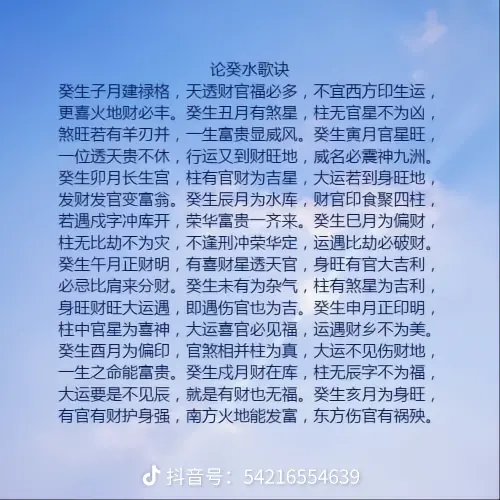 论癸水歌诀
癸生子月建禄格，天透财官福必多，不宜西方印生运，
更喜火地财必丰。癸生丑月有煞星，柱无官星不为凶，
煞旺若有羊刃并，一生富贵显威风。癸生寅月官星旺，
一位透天贵不休，行运又到财旺地，威名必震神九洲。
癸生卯月长生宫，柱有官财为吉星，大运若到身旺地，
发财发官变富翁。癸生辰月为水库，财官印食聚四柱，
若遇戍字冲库开，荣华富贵一齐来。癸生巳月为偏财，
柱无比劫不为灾，不逢刑冲荣华定，运遇比劫必破财。
癸生午月正财明，有喜财星透天官，身旺有官大吉利，
必忌比肩来分财。癸生未有为杂气，柱有煞星为吉利，
身旺财旺大运遇，即遇伤官也为吉。癸生申月正印明，
柱中官星为喜神，大运喜官必见福，运遇财乡不为美。
癸生酉月为偏印，官煞相并柱为真，大运不见伤财地，
一生之命能富贵。癸生戍月财在库，柱无辰字不为福，
大运要是不见辰，就是有财也无福。癸生亥月为身旺，
有官有财护身强，南方火地能发富，东方伤官有祸殃。
抖音号：54216554639